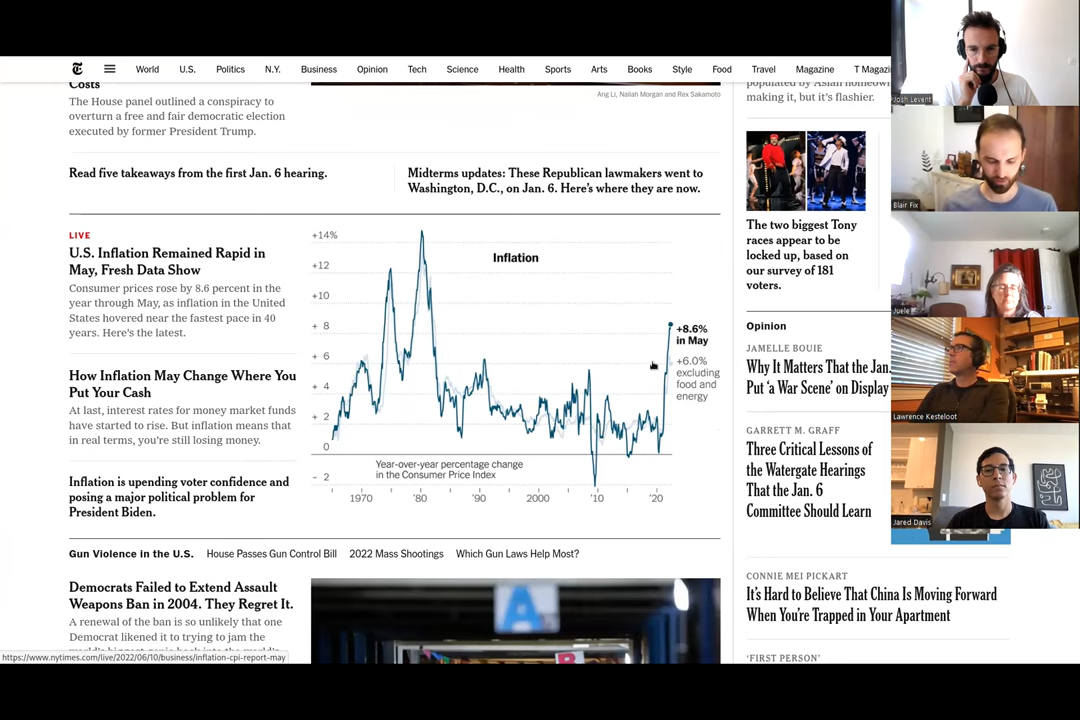 World U.S. Politics N.Y. Business Opinion Tech Science Health Sports Arts Books Style Food Travel Magazine T Magazi
Costs
The House panel outlined a conspiracy to
overturn a free and fair democratic election
executed by former President Trump.
Ang Li, Nailah Morgan and Rex Sakamoto
Read five takeaways from the first Jan. 6 hearing.
Midterms updates: These Republican lawmakers went to
Washington, D.C., on Jan. 6. Here's where they are now.
LIVE
U.S. Inflation Remained Rapid in
May, Fresh Data Show
Consumer prices rose by 8.6 percent in the
year through May, as inflation in the United
States hovered near the fastest pace in 40
years. Here's the latest.
How Inflation May Change Where You
Put Your Cash
At last, interest rates for money market funds
have started to rise. But inflation means that
in real terms, you're still losing money.
Inflation is upending voter confidence and
posing a major political problem for
President Biden.
Inflation
+14%
+12
+10
+ 8
+ 6
+ 4
+ 2
0
- 2
+8.6%
in May
+6.0%
excluding
food and
energy
Year-over-year percentage change
in the Consumer Price Index
1970 '80 '90 2000 '10 '20
Gun Violence in the U.S. House Passes Gun Control Bill 2022 Mass Shootings Which Gun Laws Help Most?
Democrats Failed to Extend Assault
Weapons Ban in 2004. They Regret It.
A renewal of the ban is so unlikely that one
Democrat likened it to trying to jam the
A
B
https://www.nytimes.com/live/2022/06/10/business/inflation-cpi-report-may
making it, but it's flashier.
The two biggest Tony
races appear to be
locked up, based on
our survey of 181
voters.
Opinion
JAMELLE BOUIE
Why It Matters That the Jan.
Put 'a War Scene' on Display
GARRETT M. GRAFF
Three Critical Lessons of
the Watergate Hearings
That the Jan. 6
Committee Should Learn
CONNIE MEI PICKART
It's Hard to Believe That China Is Moving Forward
When You're Trapped in Your Apartment
'FIRST PERSON'
Josh Levent
Blair Fix
Juele
Lawrence Kesteloot
Jared Davis